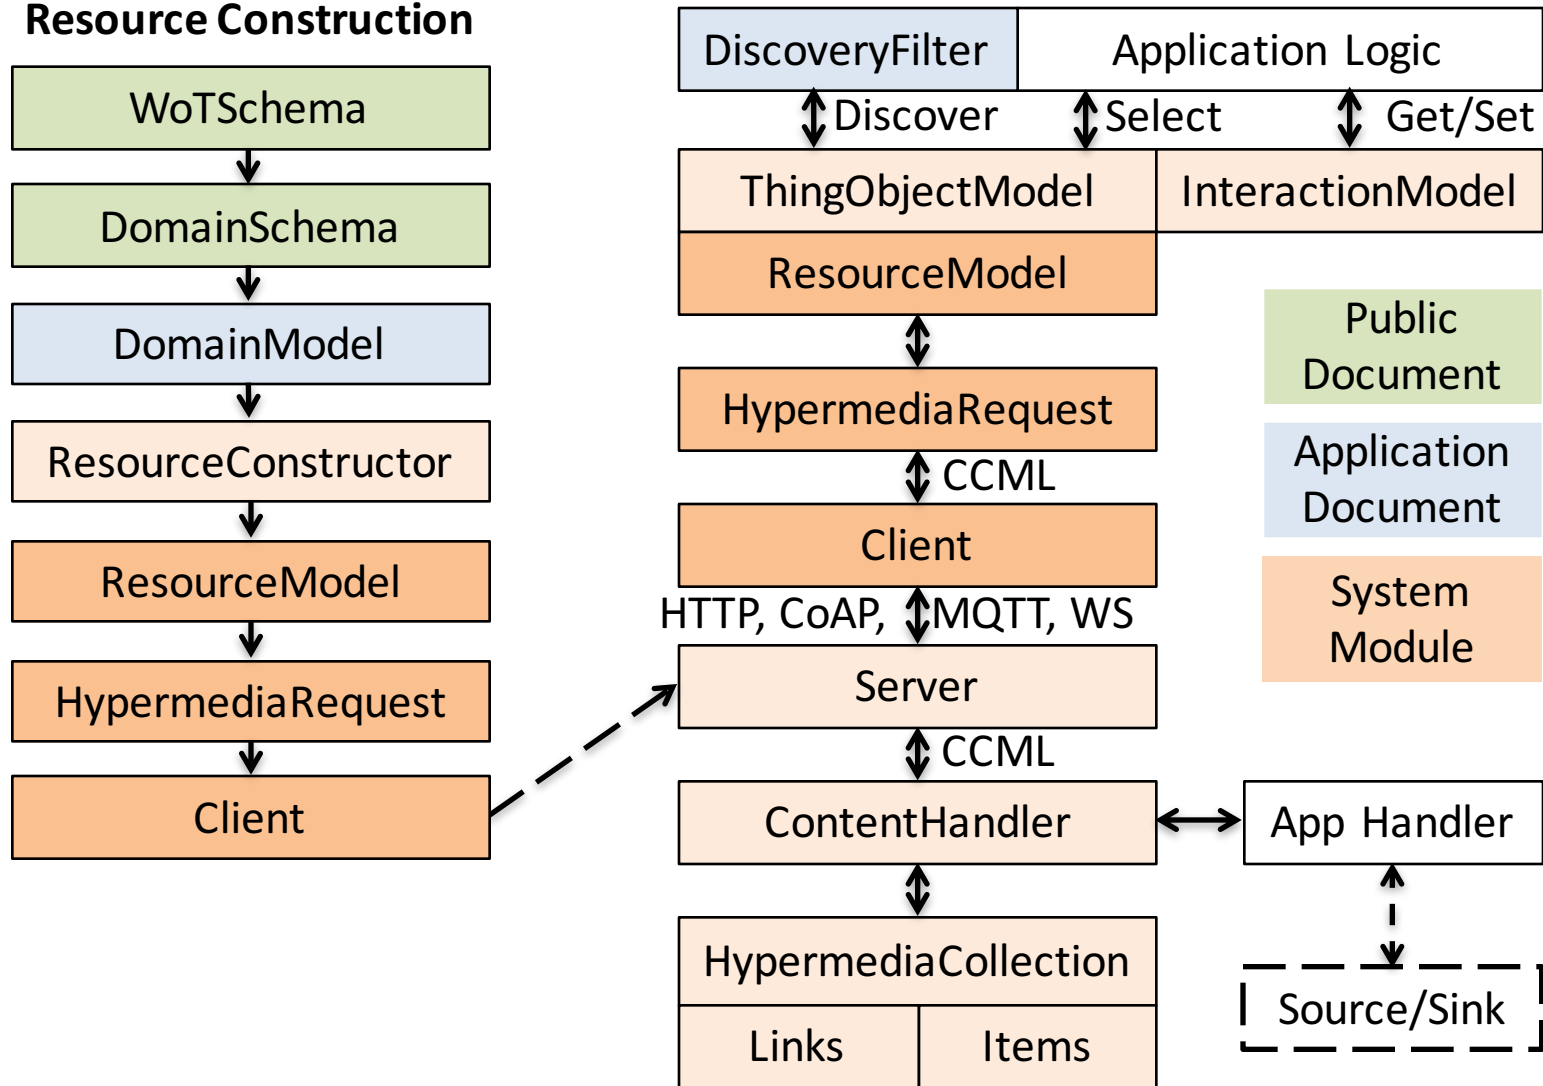 Resource Construction
WoTSchema
DomainSchema
DomainModel
ResourceConstructor
ResourceModel
HypermediaRequest
Client
DiscoveryFilter
Application Logic
Discover
Select
Get/Set
ThingObjectModel
InteractionModel
ResourceModel
HypermediaRequest
CCML
Client
HTTP, CoAP, MQTT, WS
Server
CCML
ContentHandler
App Handler
HypermediaCollection
Links
Items
Source/Sink
Public
Document
Application
Document
System
Module